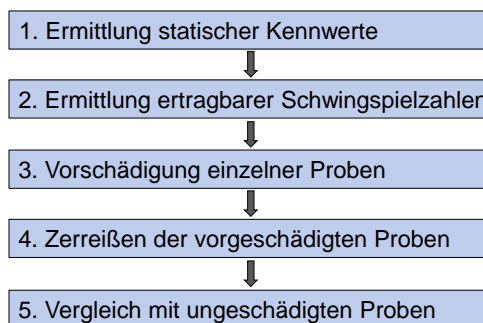 1. Ermittlung statischer Kennwerte
2. Ermittlung ertragbarer Schwingspielzahlen
3. Vorschädigung einzelner Proben
4. Zerreißen der vorgeschädigten Proben
5. Vergleich mit ungeschädigten Proben